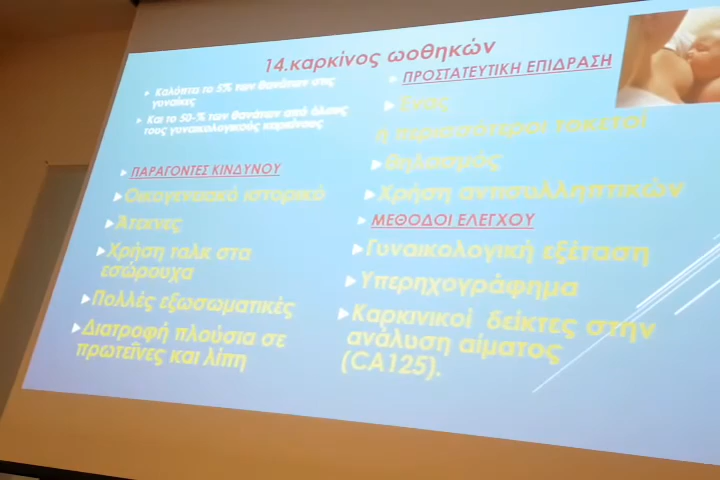 14.καρκίνος ωοθηκών
Καλύπτει το 5% των θανάτων στις
γυναίκες
Και το 50-% των θανάτων από όλους
τους γυναικολογικούς καρκίνους
ΠΑΡΑΓΟΝΤΕΣ ΚΙΝΔΥΝΟΥ
Οικογενειακό ιστορικό
Άτεκνες
Χρήση ταλκ στα
εσώρουχα
Πολλές εξωσωματικές
Διατροφή πλούσια σε
πρωτεΐνες και λίπη
ΠΡΟΣΤΑΤΕΥΤΙΚΗ ΕΠΙΔΡΑΣΗ
Ένας
ή περισσότεροι τοκετοί
Θηλασμός
Χρήση αντισυλληπτικών
ΜΕΘΟΔΟΙ ΕΛΕΓΧΟΥ
Γυναικολογική εξέταση
Υπερηχογράφημα
Καρκινικοί δείκτες στην
ανάλυση αίματος
(CA125).